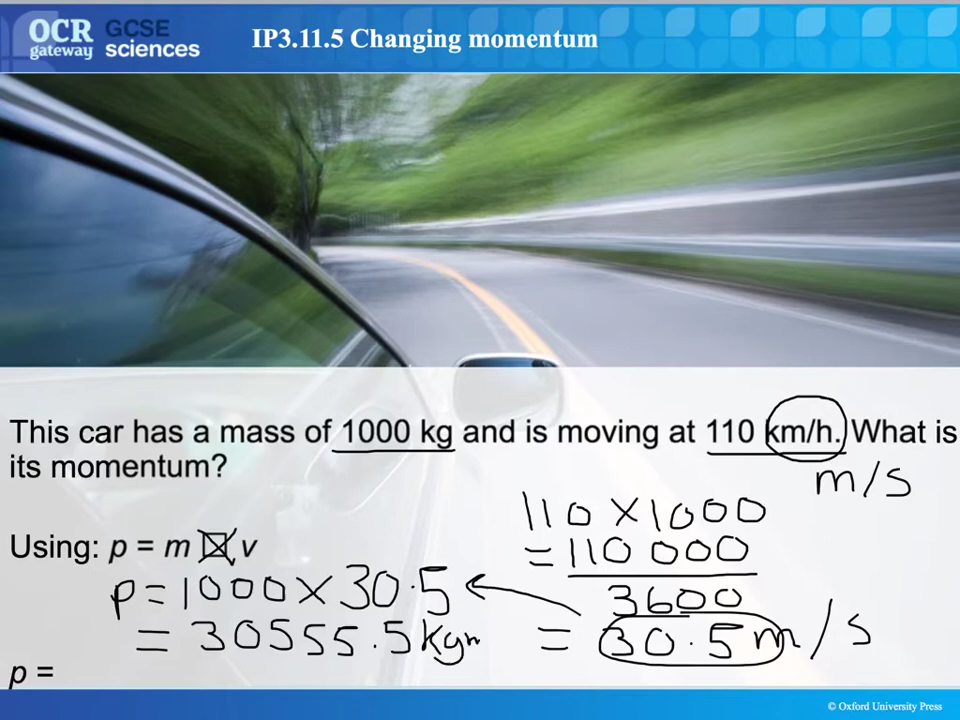 OCR gateway GCSE sciences
IP3.11.5 Changing momentum
This car has a mass of 1000 kg and is moving at 110 km/h. What is
its momentum?
m/s
110 × 1000
Using: p = m × v
= 110 000
p = 1000 × 30.5
3600
= 30555.5 kgm
= 30.5 m/s
p =
© Oxford University Press